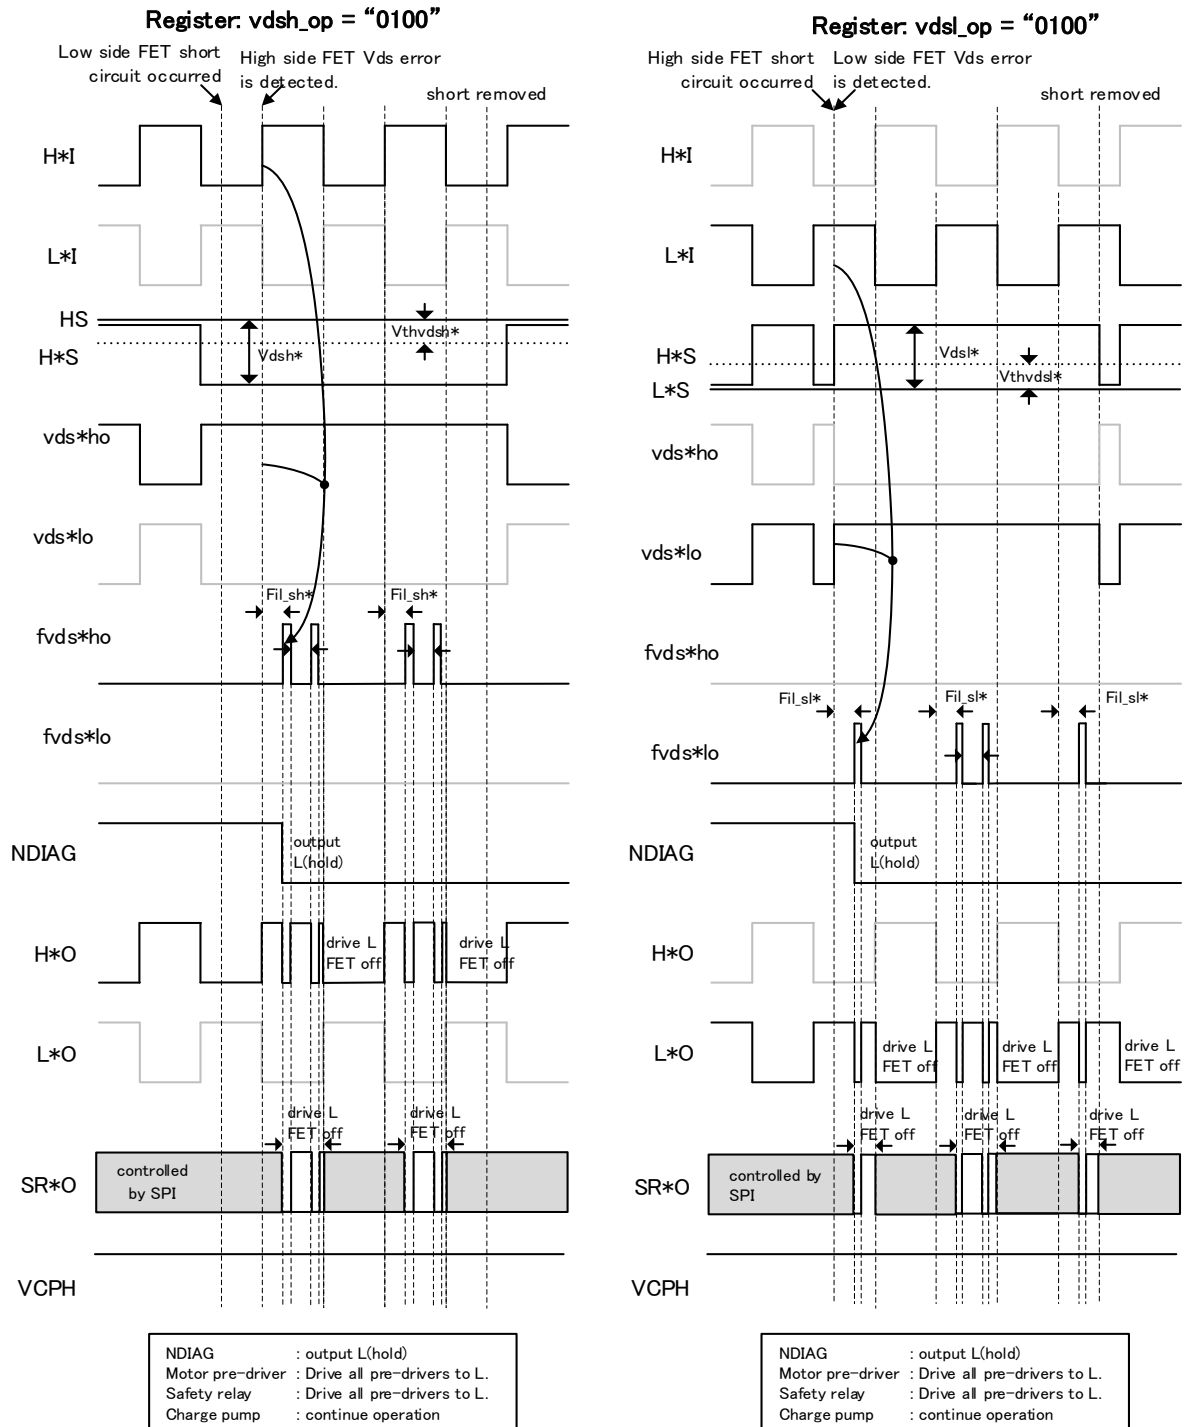 Register: vdsh_op = “0100”
Low side FET short
circuit occurred
High side FET Vds error
is detected.
short removed
H*I
L*I
HS
Vthvdsh*
H*S
Vdsh*
vds*ho
vds*lo
Fil_sh*
Fil_sh*
fvds*ho
fvds*lo
NDIAG
output
L(hold)
H*O
drive L
FET off
drive L
FET off
L*O
drive L
FET off
drive L
FET off
SR*O
controlled
by SPI
VCPH
NDIAG : output L(hold)
Motor pre-driver : Drive all pre-drivers to L.
Safety relay : Drive all pre-drivers to L.
Charge pump : continue operation
Register: vdsl_op = “0100”
High side FET short
circuit occurred
Low side FET Vds error
is detected.
short removed
H*I
L*I
H*S
Vdsl*
Vthvdsl*
L*S
vds*ho
vds*lo
fvds*ho
Fil_sl*
Fil_sl*
Fil_sl*
fvds*lo
NDIAG
output
L(hold)
H*O
L*O
drive L
FET off
drive L
FET off
drive L
FET off
drive L
FET off
drive L
FET off
drive L
FET off
SR*O
controlled by
SPI
VCPH
NDIAG : output L(hold)
Motor pre-driver : Drive all pre-drivers to L.
Safety relay : Drive all pre-drivers to L.
Charge pump : continue operation